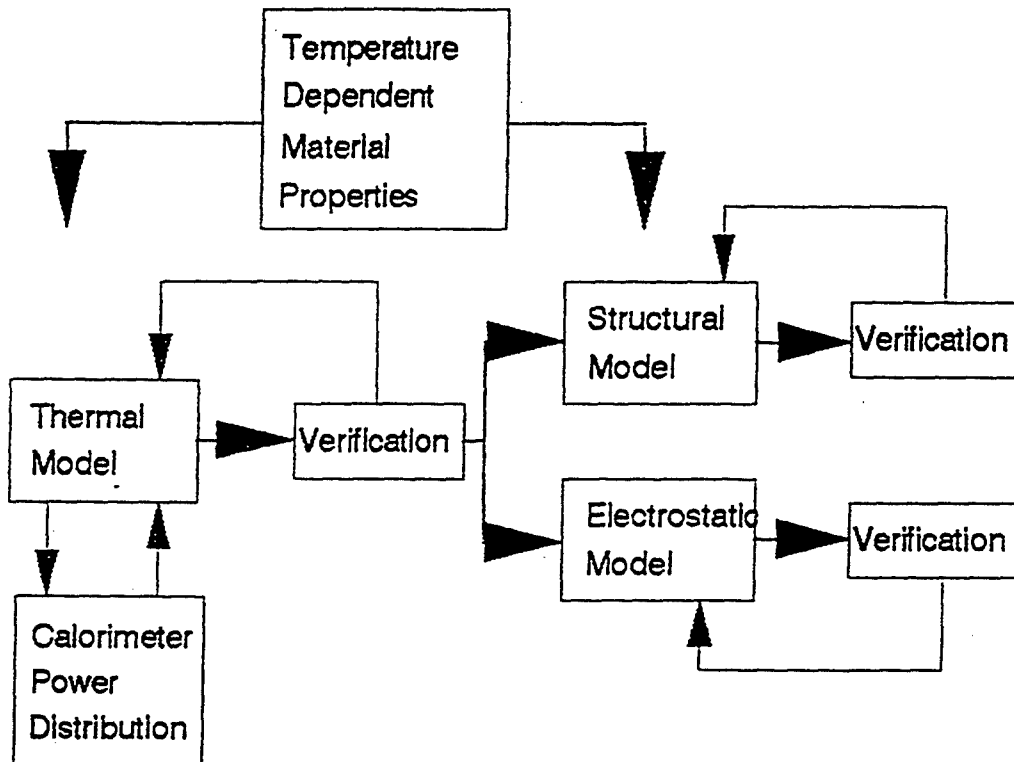 Temperature
Dependent
Material
Properties
Structural
Model
Verification
Thermal
Model
Verification
Electrostatic
Model
Verification
Calorimeter
Power
Distribution